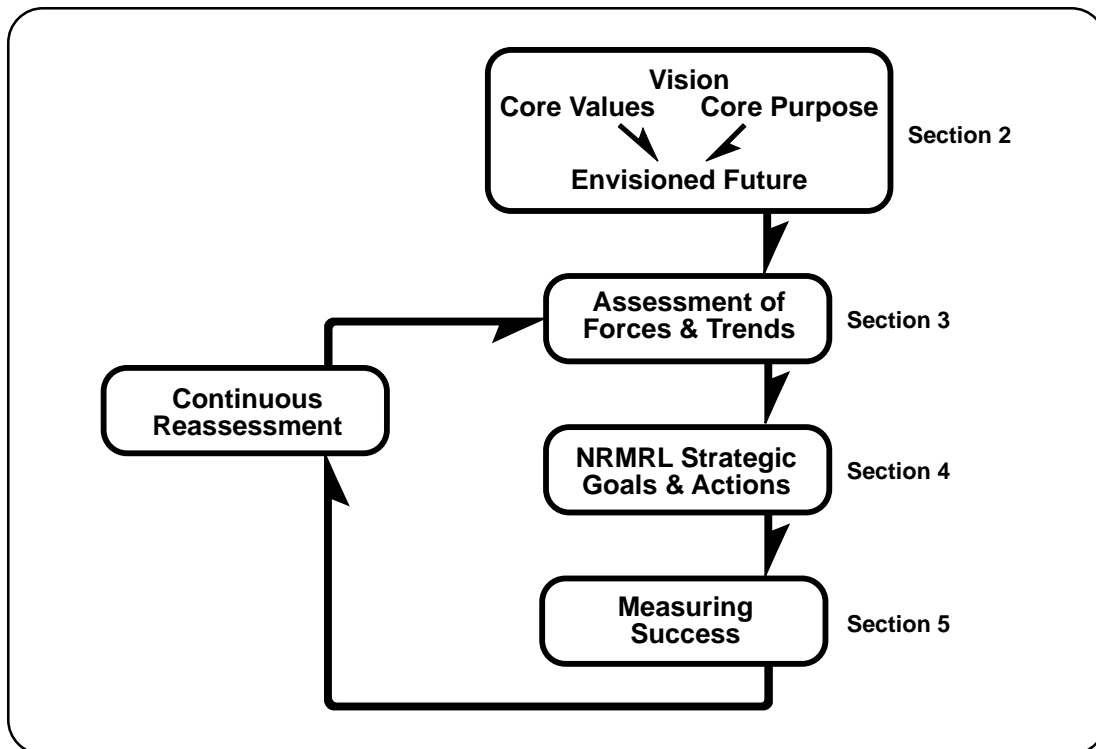 Vision
Core Values Core Purpose
Envisioned Future
Section 2
Assessment of
Forces & Trends
Section 3
Continuous
Reassessment
NRMRL Strategic
Goals & Actions
Section 4
Measuring
Success
Section 5